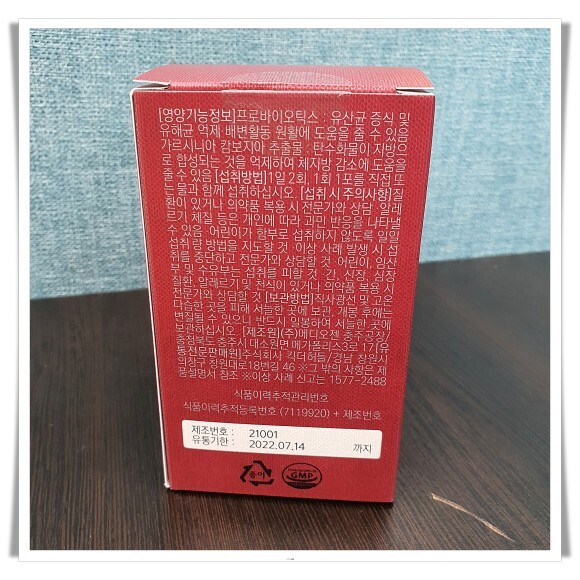 [영양기능정보]프로바이오틱스 : 유산균 증식 및
유해균 억제·배변활동 원활에 도움을 줄 수 있음
가르시니아 캄보지아 추출물 : 탄수화물이 지방으
로 합성되는 것을 억제하여 체지방 감소에 도움을
줄 수 있음 [섭취방법]1일 2회, 1회 1포를 직접 또
는 물과 함께 섭취하십시오. [섭취 시 주의사항]질
환이 있거나 의약품 복용 시 전문가와 상담. 알레
르기 체질 등은 개인에 따라 과민 반응을 나타낼
수 있음. 어린이가 함부로 섭취하지 않도록 일일
섭취량 방법을 지도할 것. 이상 사례 발생 시 섭
취를 중단하고 전문가와 상담할 것. 어린이, 임산
부 및 수유부는 섭취를 피할 것. 간, 신장, 심장
질환, 알레르기 및 천식이 있거나 의약품 복용 시
전문가와 상담할 것 [보관방법]직사광선 및 고온
다습한 곳을 피해 서늘한 곳에 보관. 개봉 후에는
변질될 수 있으니 반드시 밀봉하여 서늘한 곳에
보관하십시오. [제조원](주)메디오젠 충주공장/
충청북도 충주시 대소원면 메가폴리스3로 17[유
통전문판매원]주식회사 킥더허들/경남 창원시
의창구 창원대로18번길 46 ※그 밖의 사항은 제
품설명서 참조 ※이상 사례 신고는 1577-2488
식품이력추적관리번호
식품이력추적등록번호 (7119920) + 제조번호
제조번호 : 21001
유통기한 : 2022.07.14 까지
종이
GMP